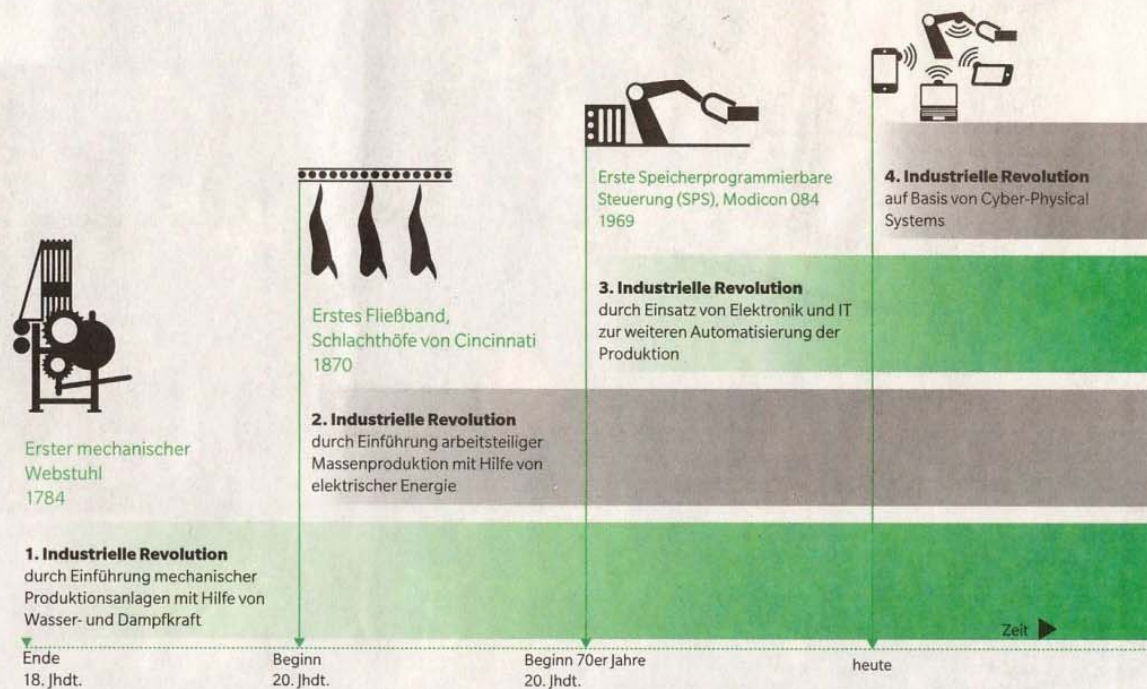 Erster mechanischer
Webstuhl
1784
1. Industrielle Revolution
durch Einführung mechanischer
Produktionsanlagen mit Hilfe von
Wasser- und Dampfkraft
Erstes Fließband,
Schlachthöfe von Cincinnati
1870
2. Industrielle Revolution
durch Einführung arbeitsteiliger
Massenproduktion mit Hilfe von
elektrischer Energie
Erste Speicherprogrammierbare
Steuerung (SPS), Modicon 084
1969
3. Industrielle Revolution
durch Einsatz von Elektronik und IT
zur weiteren Automatisierung der
Produktion
4. Industrielle Revolution
auf Basis von Cyber-Physical
Systems
Zeit
Ende
18. Jhdt.
Beginn
20. Jhdt.
Beginn 70er Jahre
20. Jhdt.
heute